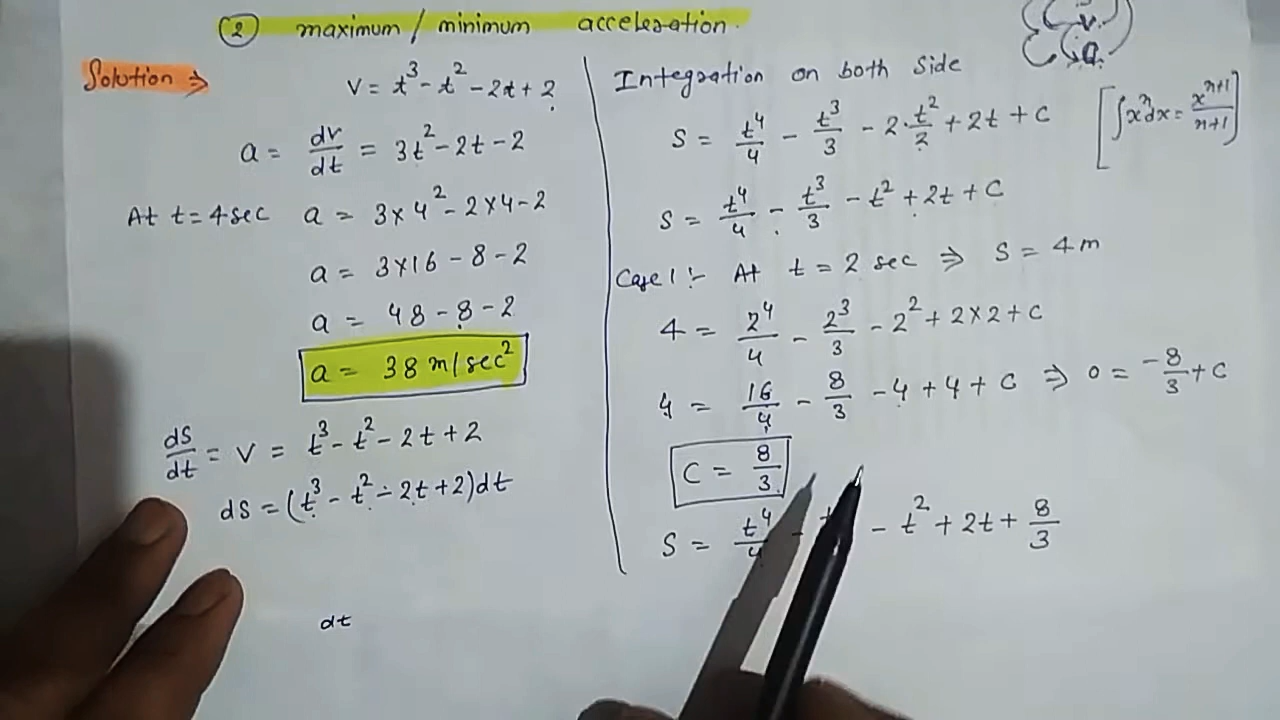 ② maximum / minimum acceleration.
Solution ⇒
v = t³ - t² - 2t + 2
a = dv/dt = 3t² - 2t - 2
At t = 4 sec a = 3×4² - 2×4 - 2
a = 3×16 - 8 - 2
a = 48 - 8 - 2
a = 38 m/sec²
ds/dt = v = t³ - t² - 2t + 2
ds = (t³ - t² - 2t + 2)dt
dt
v.
a.
Integration on both side
S = t⁴/4 - t³/3 - 2·t²/2 + 2t + C
[∫xⁿdx = xⁿ⁺¹/n+1]
S = t⁴/4 - t³/3 - t² + 2t + C
Case 1 :- At t = 2 sec ⇒ S = 4m
4 = 2⁴/4 - 2³/3 - 2² + 2×2 + C
4 = 16/4 - 8/3 - 4 + 4 + C ⇒ 0 = -8/3 + C
C = 8/3
S = t⁴/4 - - t² + 2t + 8/3